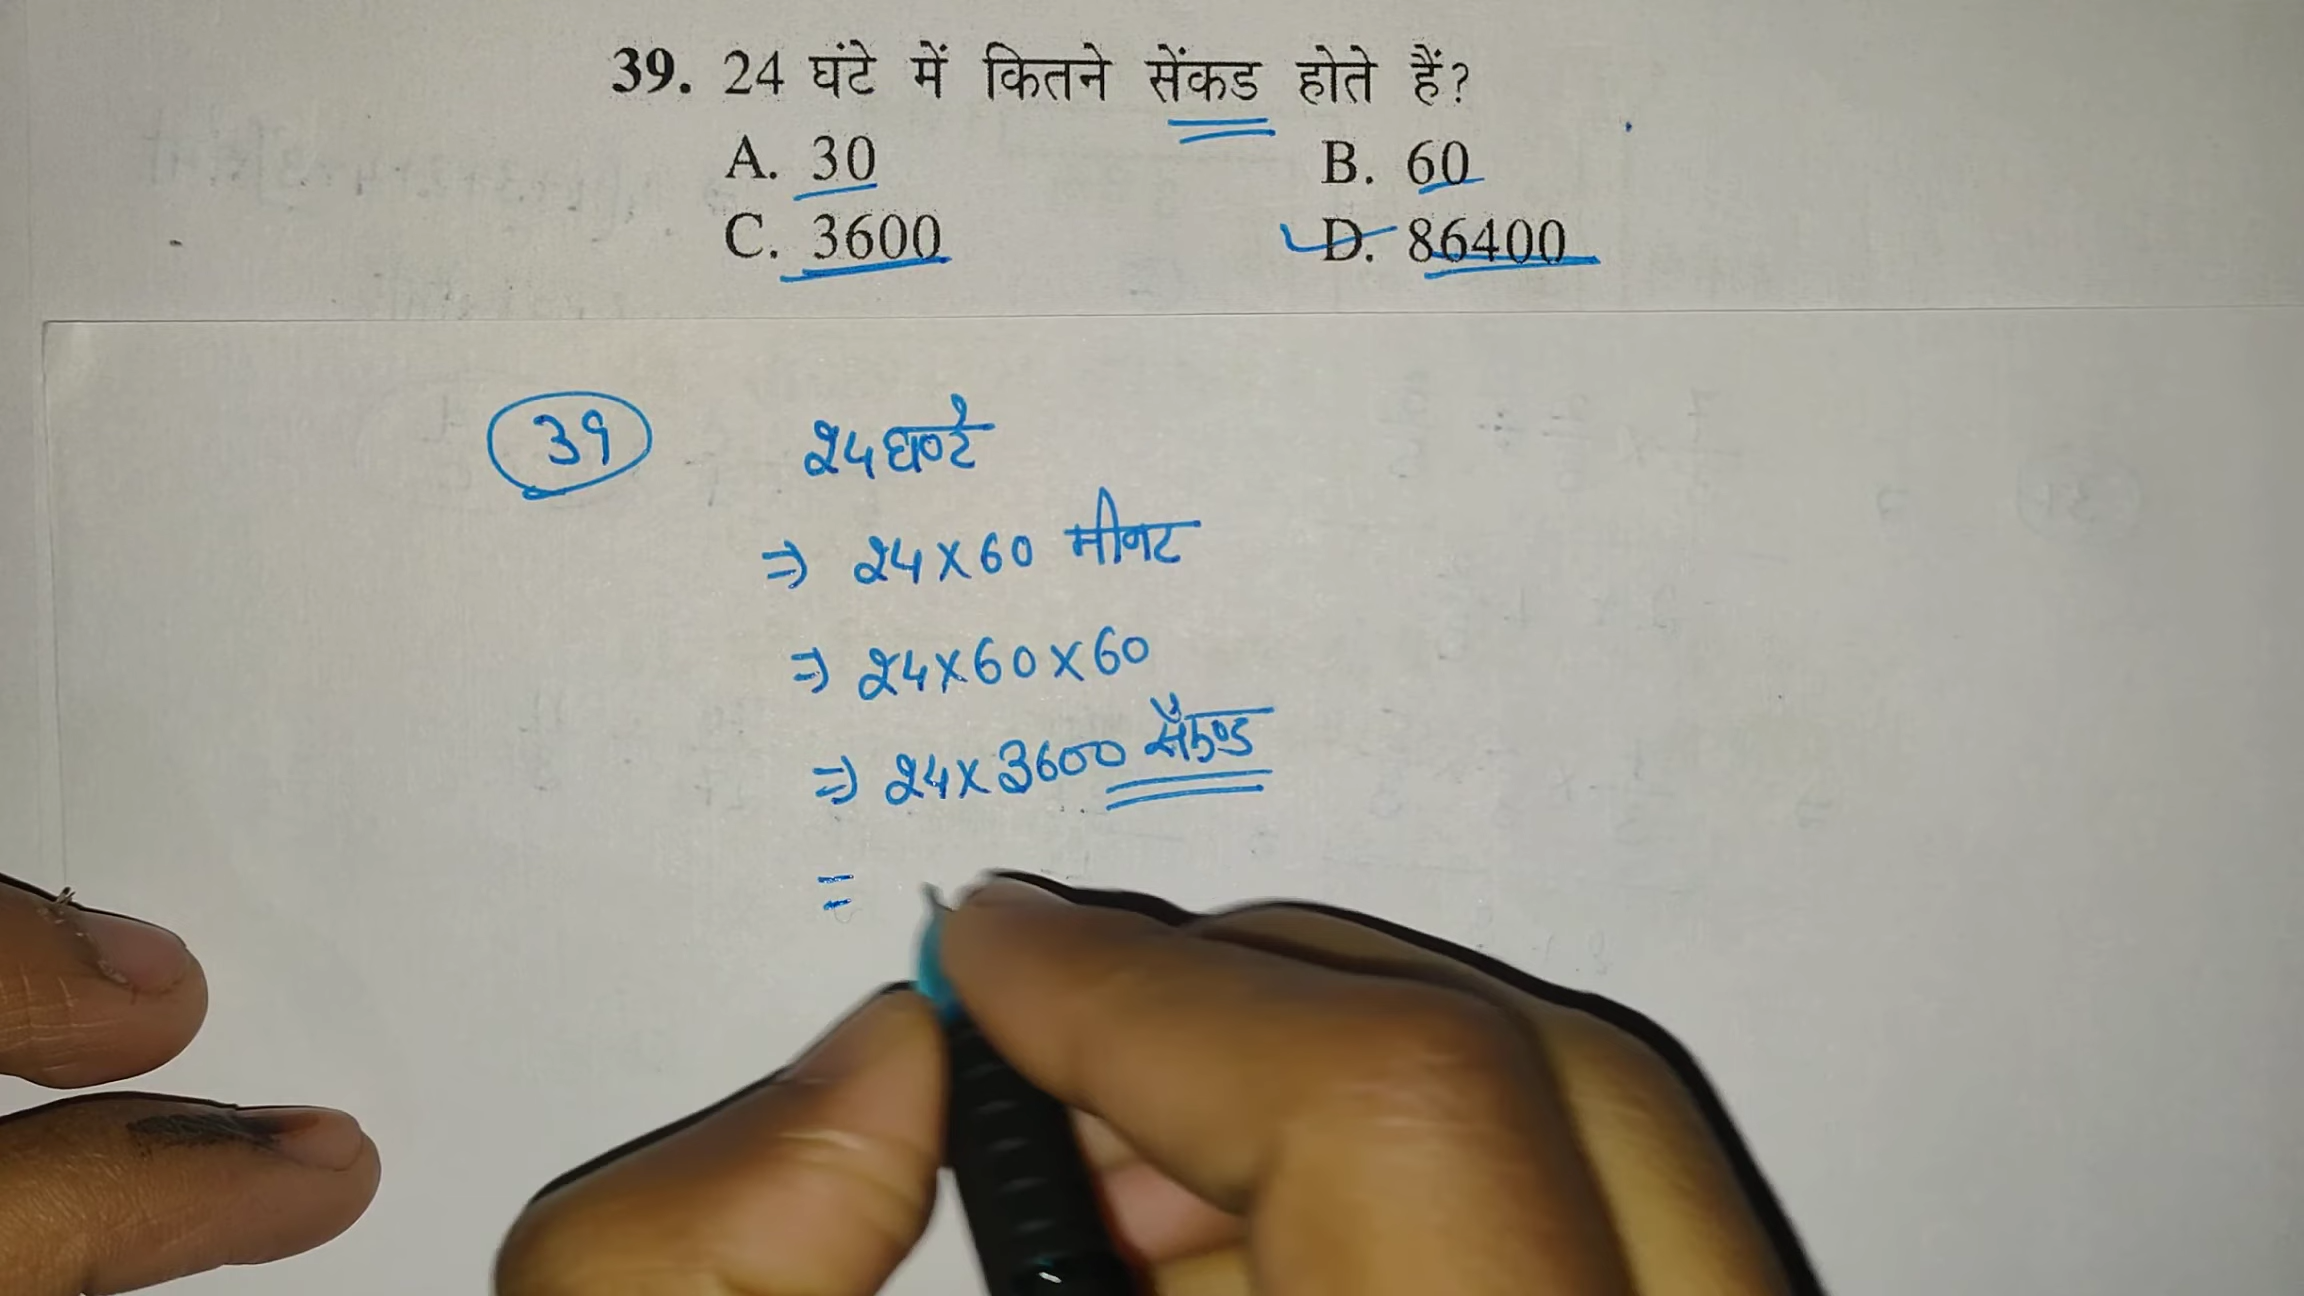 39. 24 घंटे में कितने सेंकड होते हैं?
A. 30 B. 60
C. 3600 D. 86400
39 24 घण्टे
⇒ 24×60 मीनट
⇒ 24×60×60
⇒ 24×3600 सैकण्ड
=